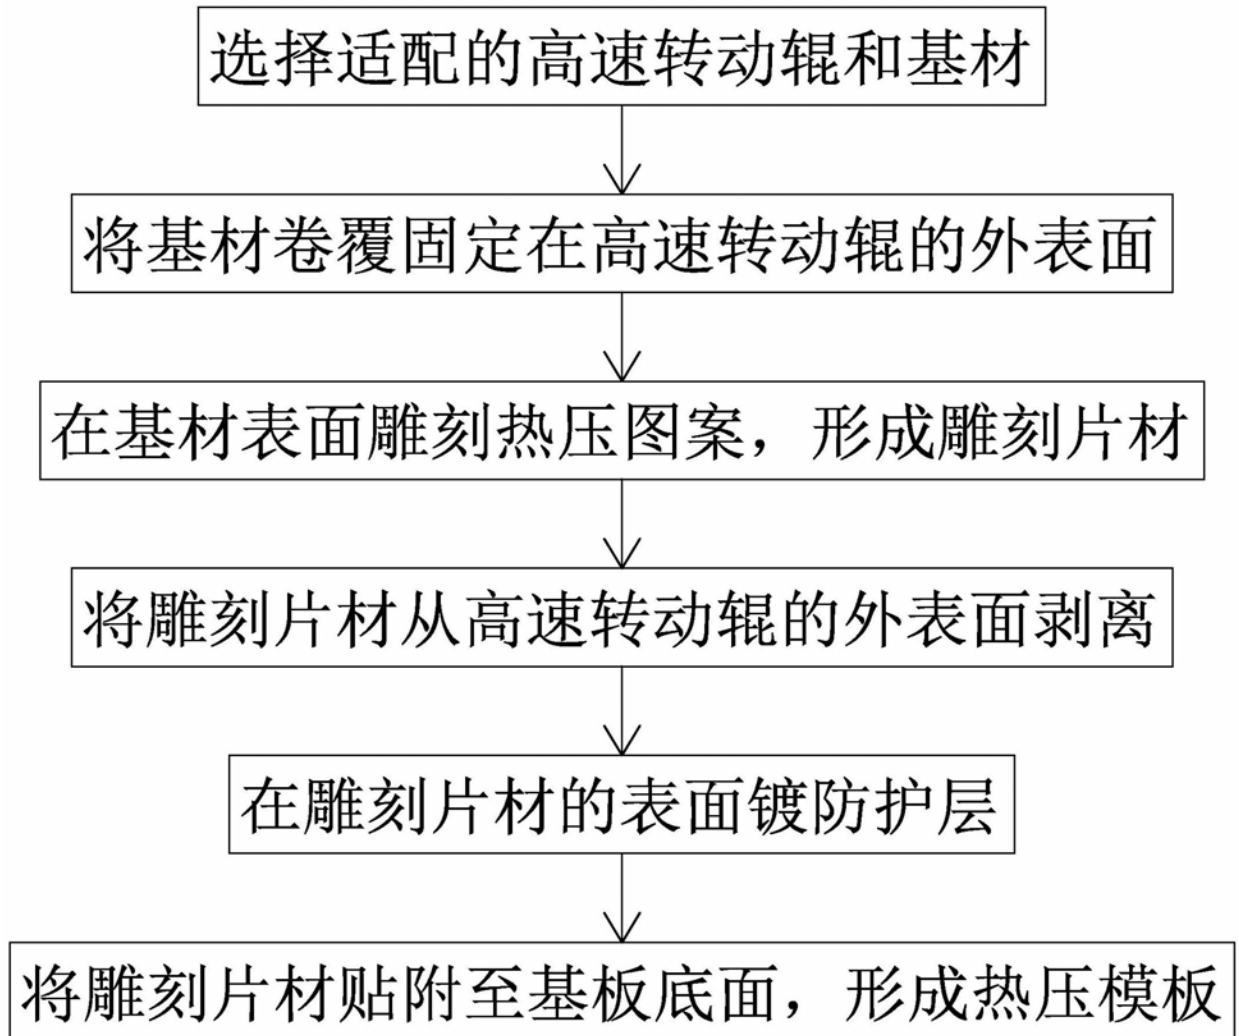 选择适配的高速转动辊和基材
将基材卷覆固定在高速转动辊的外表面
在基材表面雕刻热压图案，形成雕刻片材
将雕刻片材从高速转动辊的外表面剥离
在雕刻片材的表面镀防护层
将雕刻片材贴附至基板底面，形成热压模板